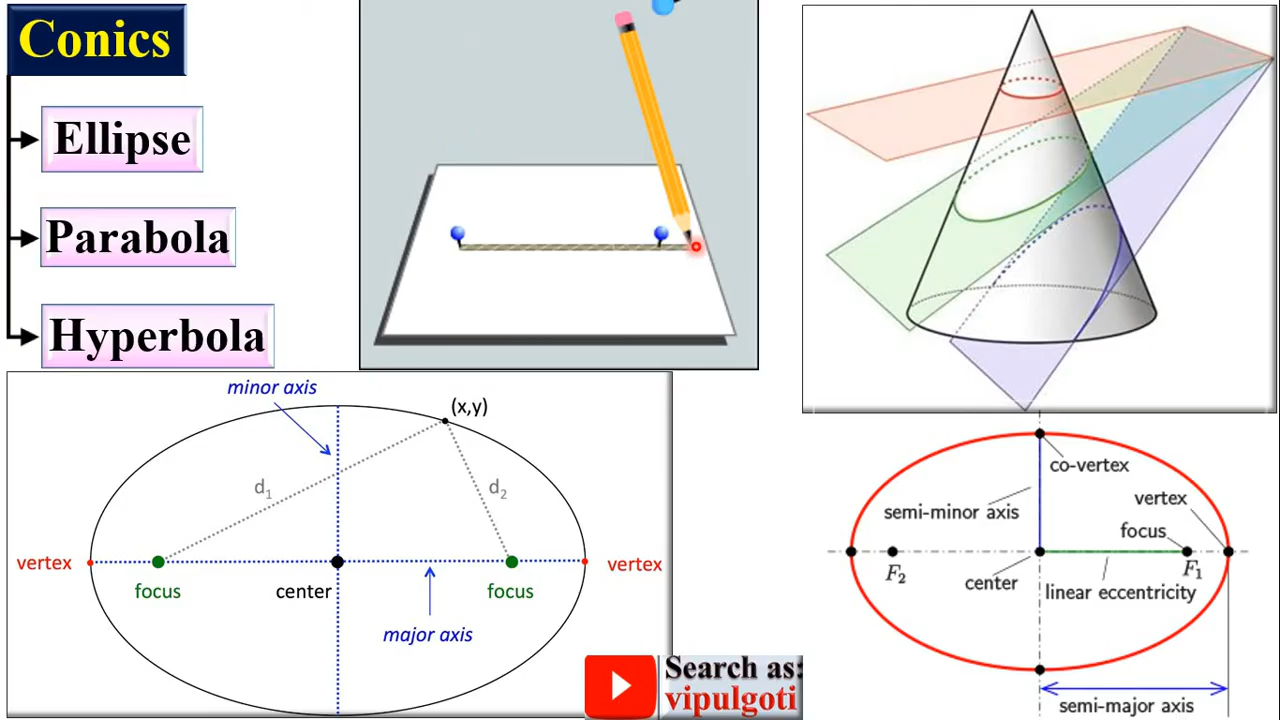 Conics
Ellipse
Parabola
Hyperbola
minor axis
(x,y)
d1
d2
vertex
vertex
focus
center
focus
major axis
co-vertex
semi-minor axis
vertex
focus
F2
center
F1
linear eccentricity
semi-major axis
Search as:
vipulgoti